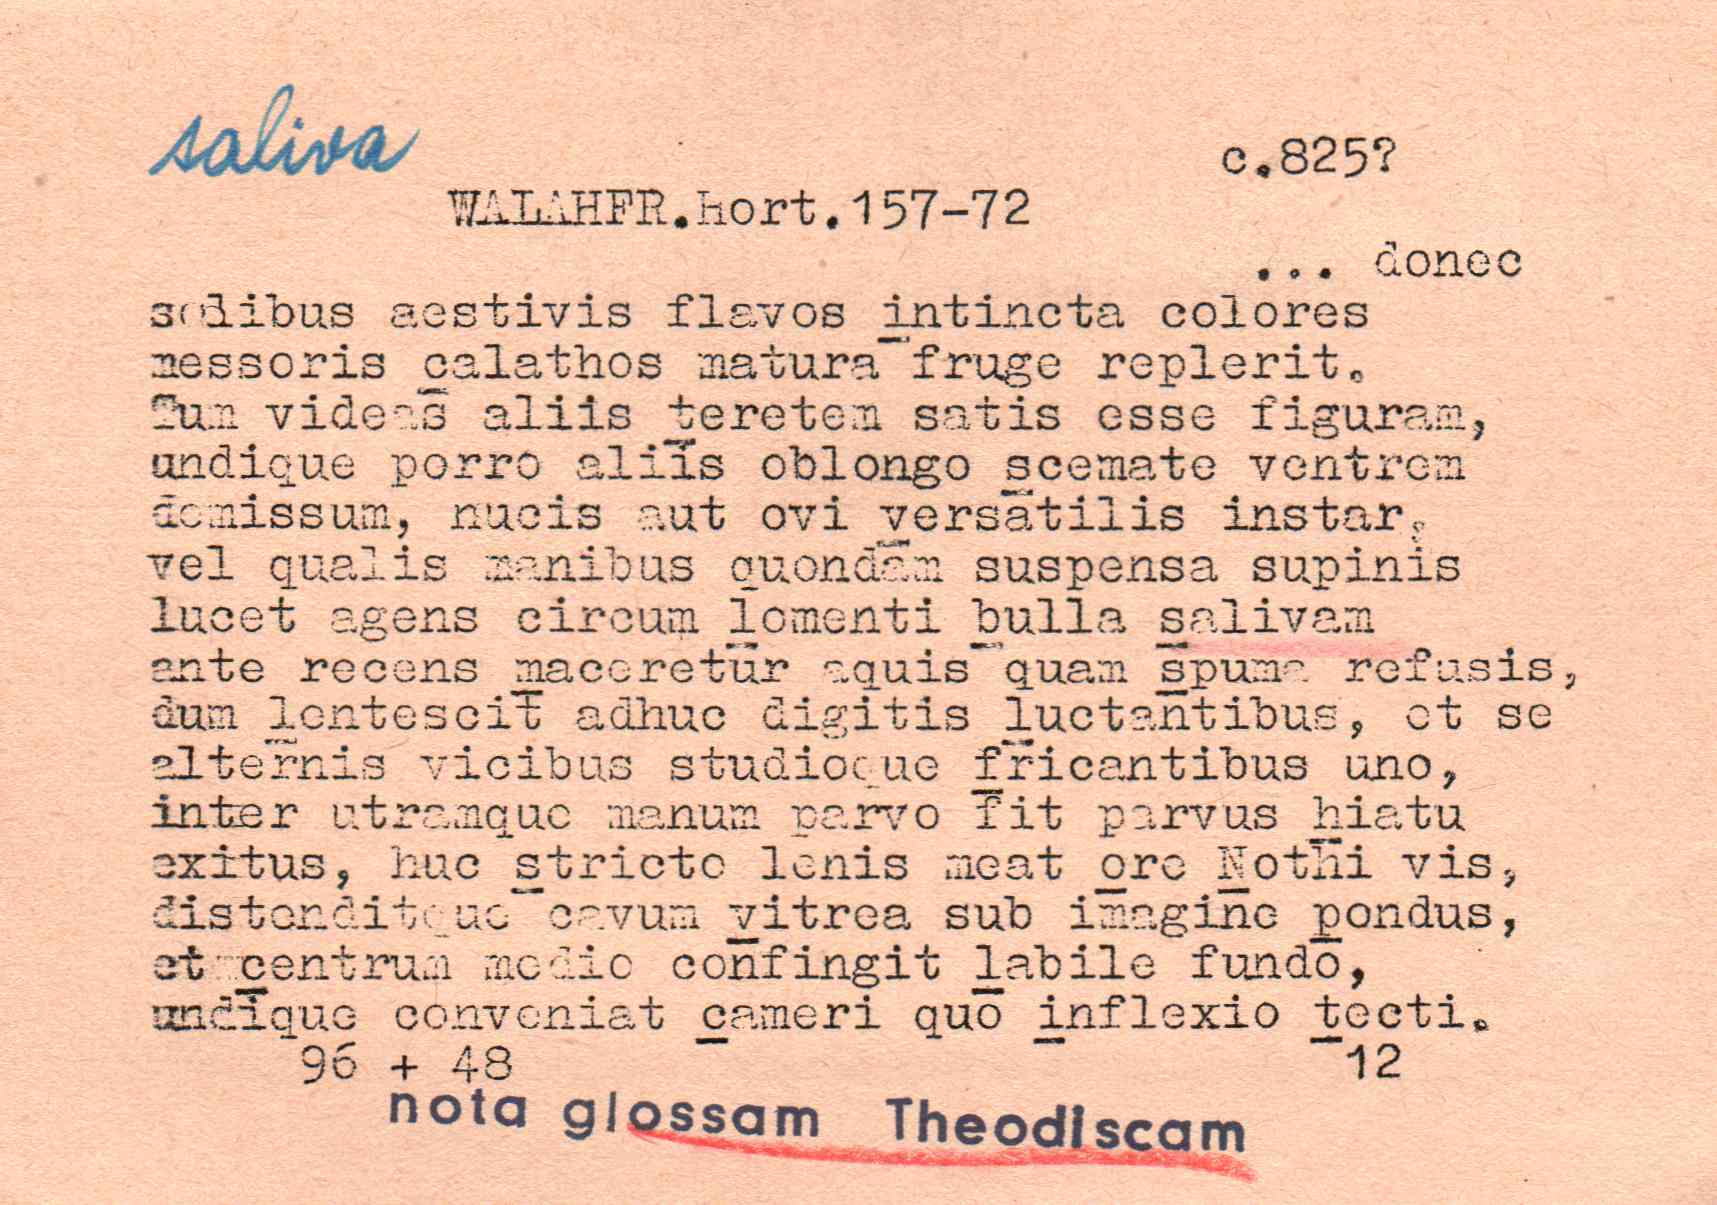 saliva
c.825?
WALAHFR.hort.157-72
... donec
solibus aestivis flavos intincta colores
messoris calathos matura fruge replerit.
Tum videas aliis teretem satis esse figuram,
undique porro aliis oblongo scemate ventrem
demissum, nucis aut ovi versatilis instar,
vel qualis manibus quondam suspensa supinis
lucet agens circum lomenti bulla salivam
ante recens maceretur aquis quam spuma refusis,
dum lentescit adhuc digitis luctantibus, et se
alternis vicibus studioque fricantibus uno,
inter utramque manum parvo fit parvus hiatu
exitus, huc stricto lenis meat ore Nothi vis,
distenditque cavum vitrea sub imagine pondus,
et centrum medio confingit labile fundo,
undique conveniat cameri quo inflexio tecti.
96 + 48 12
nota glossam Theodiscam